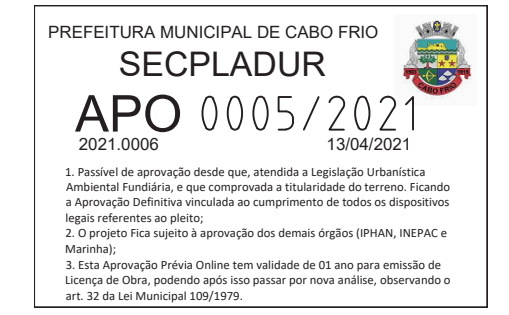 PREFEITURA MUNICIPAL DE CABO FRIO
SECPLADUR
APO 0005/2021
2021.0006 13/04/2021
1. Passível de aprovação desde que, atendida a Legislação Urbanística
Ambiental Fundiária, e que comprovada a titularidade do terreno. Ficando
a Aprovação Definitiva vinculada ao cumprimento de todos os dispositivos
legais referentes ao pleito;
2. O projeto Fica sujeito à aprovação dos demais órgãos (IPHAN, INEPAC e
Marinha);
3. Esta Aprovação Prévia Online tem validade de 01 ano para emissão de
Licença de Obra, podendo após isso passar por nova análise, observando o
art. 32 da Lei Municipal 109/1979.
CABO FRIO